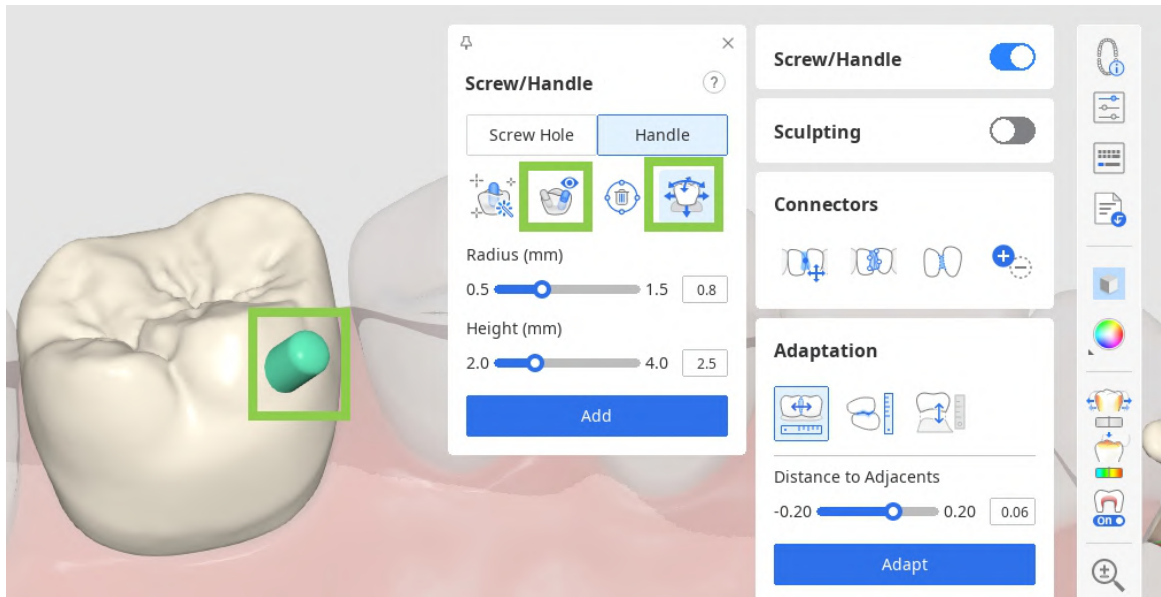 Screw/Handle
?
Screw Hole
Handle
Radius (mm)
0.5
1.5
0.8
Height (mm)
2.0
4.0
2.5
Add
Screw/Handle
Sculpting
Connectors
Adaptation
Distance to Adjacents
-0.20
0.20
0.06
Adapt
On